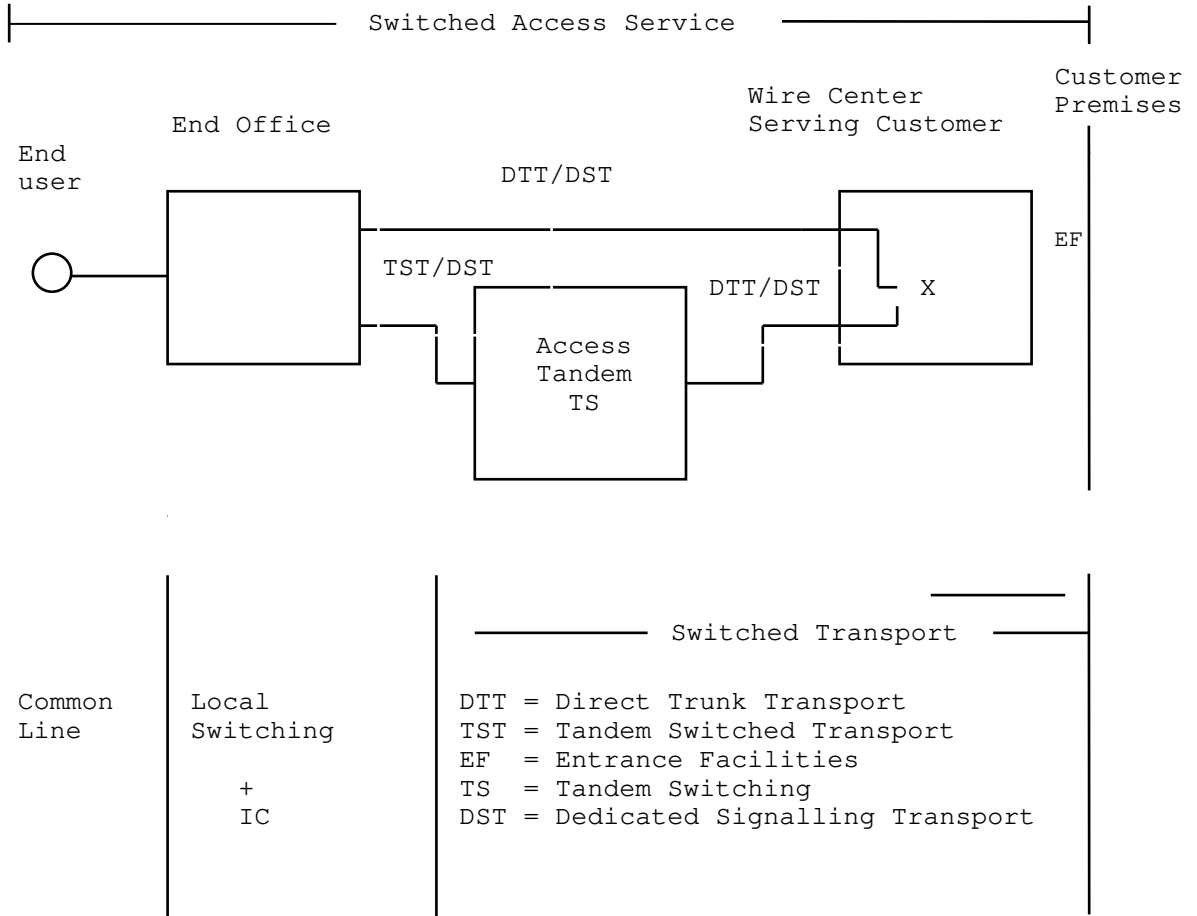 Switched Access Service
Customer
Premises
Wire Center
Serving Customer
End Office
End
user
DTT/DST
EF
TST/DST
DTT/DST
X
Access
Tandem
TS
Switched Transport
Common
Line
Local
Switching
+
IC
DTT = Direct Trunk Transport
TST = Tandem Switched Transport
EF = Entrance Facilities
TS = Tandem Switching
DST = Dedicated Signalling Transport